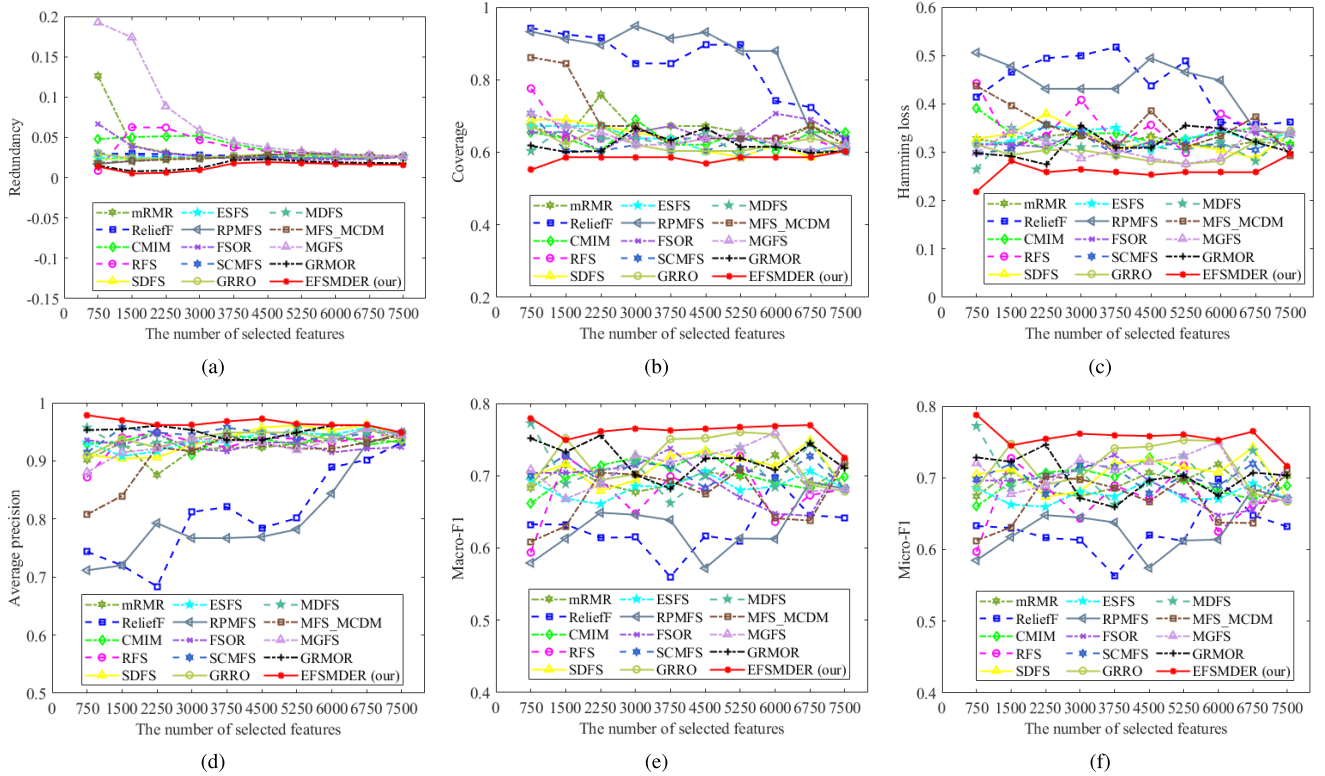 0.2
0.15
0.1
0.05
0
-0.05
-0.1
-0.15
Redundancy
mRMR ESFS MDFS
ReliefF RPMFS MFS_MCDM
CMIM FSOR MGFS
RFS SCMFS GRMOR
SDFS GRRO EFSMDER (our)
0 750 1500 2250 3000 3750 4500 5250 6000 6750 7500
The number of selected features
(a)
1
0.8
0.6
0.4
0.2
Coverage
mRMR ESFS MDFS
ReliefF RPMFS MFS_MCDM
CMIM FSOR MGFS
RFS SCMFS GRMOR
SDFS GRRO EFSMDER (our)
0 750 1500 2250 3000 3750 4500 5250 6000 6750 7500
The number of selected features
(b)
0.6
0.5
0.4
0.3
0.2
0.1
0
Hamming loss
mRMR ESFS MDFS
ReliefF RPMFS MFS_MCDM
CMIM FSOR MGFS
RFS SCMFS GRMOR
SDFS GRRO EFSMDER (our)
0 750 1500 2250 3000 3750 4500 5250 6000 6750 7500
The number of selected features
(c)
1
0.9
0.8
0.7
0.6
0.5
Average precision
mRMR ESFS MDFS
ReliefF RPMFS MFS_MCDM
CMIM FSOR MGFS
RFS SCMFS GRMOR
SDFS GRRO EFSMDER (our)
0 750 1500 2250 3000 3750 4500 5250 6000 6750 7500
The number of selected features
(d)
0.8
0.7
0.6
0.5
0.4
Macro-F1
mRMR ESFS MDFS
ReliefF RPMFS MFS_MCDM
CMIM FSOR MGFS
RFS SCMFS GRMOR
SDFS GRRO EFSMDER (our)
0 750 1500 2250 3000 3750 4500 5250 6000 6750 7500
The number of selected features
(e)
0.8
0.7
0.6
0.5
0.4
Micro-F1
mRMR ESFS MDFS
ReliefF RPMFS MFS_MCDM
CMIM FSOR MGFS
RFS SCMFS GRMOR
SDFS GRRO EFSMDER (our)
0 750 1500 2250 3000 3750 4500 5250 6000 6750 7500
The number of selected features
(f)